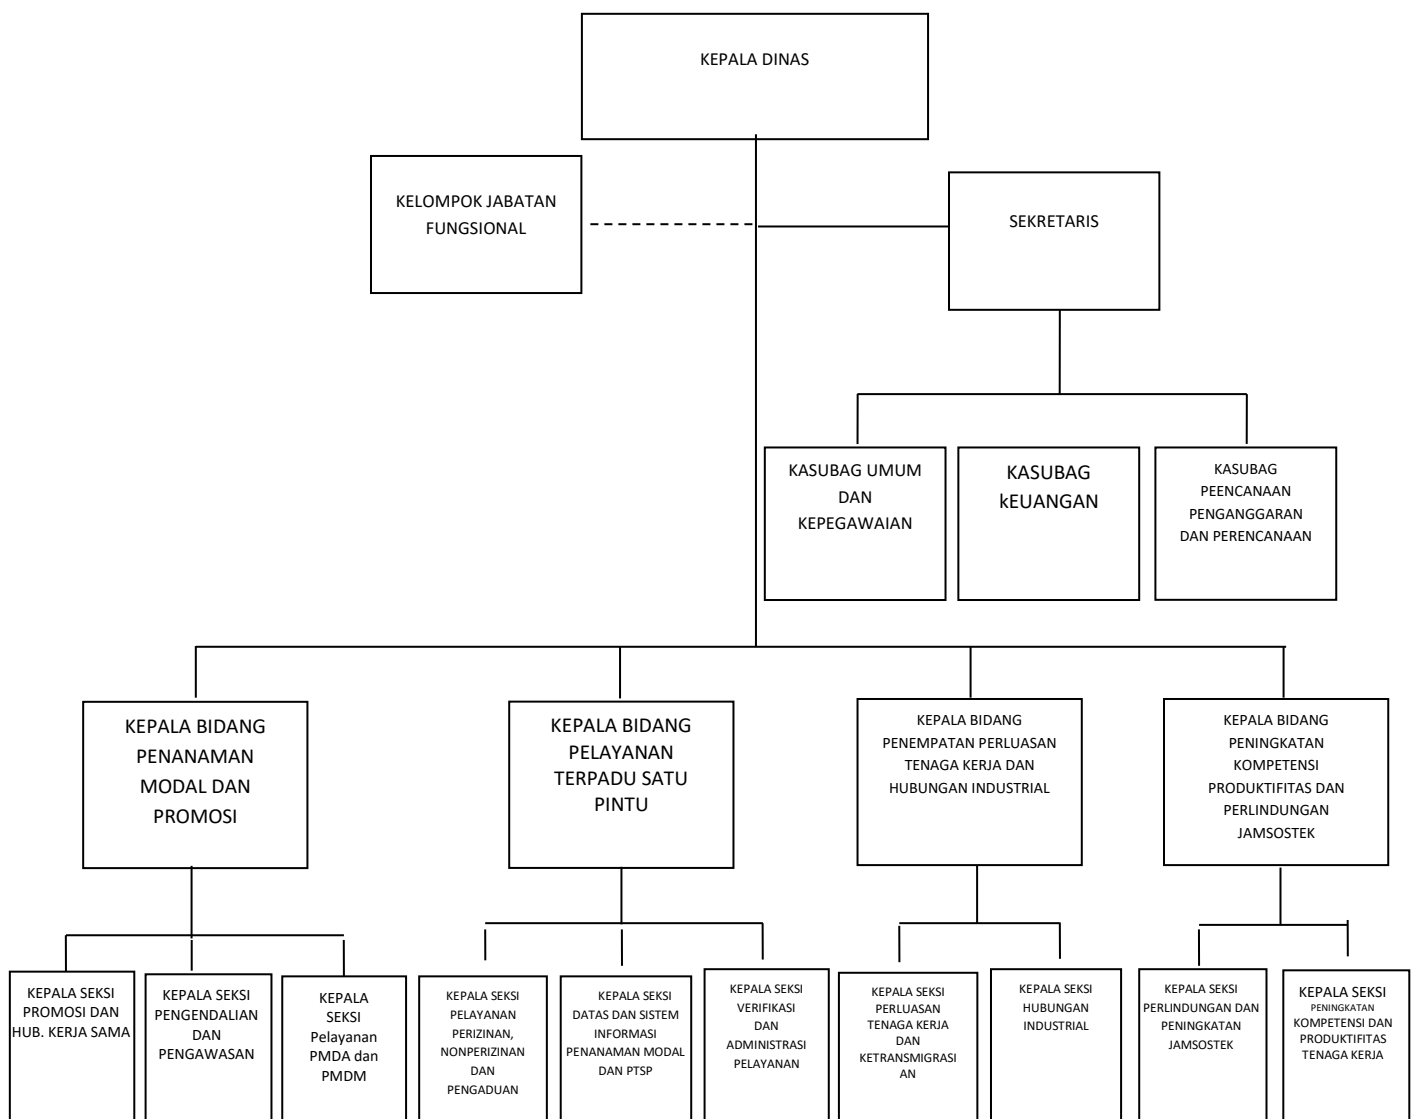 KEPALA DINAS
KELOMPOK JABATAN
FUNGSIONAL
SEKRETARIS
KASUBAG UMUM
DAN
KEPEGAWAIAN
KASUBAG
kEUANGAN
KASUBAG
PEENCANAAN
PENGANGGARAN
DAN PERENCANAAN
KEPALA BIDANG
PENANAMAN
MODAL DAN
PROMOSI
KEPALA BIDANG
PELAYANAN
TERPADU SATU
PINTU
KEPALA BIDANG
PENEMPATAN PERLUASAN
TENAGA KERJA DAN
HUBUNGAN INDUSTRIAL
KEPALA BIDANG
PENINGKATAN
KOMPETENSI
PRODUKTIFITAS DAN
PERLINDUNGAN
JAMSOSTEK
KEPALA SEKSI
PROMOSI DAN
HUB. KERJA SAMA
KEPALA SEKSI
PENGENDALIAN
DAN
PENGAWASAN
KEPALA
SEKSI
Pelayanan
PMDA dan
PMDM
KEPALA SEKSI
PELAYANAN
PERIZINAN,
NONPERIZINAN
DAN
PENGADUAN
KEPALA SEKSI
DATAS DAN SISTEM
INFORMASI
PENANAMAN MODAL
DAN PTSP
KEPALA SEKSI
VERIFIKASI
DAN
ADMINISTRASI
PELAYANAN
KEPALA SEKSI
PERLUASAN
TENAGA KERJA
DAN
KETRANSMIGRASI
AN
KEPALA SEKSI
HUBUNGAN
INDUSTRIAL
KEPALA SEKSI
PERLINDUNGAN DAN
PENINGKATAN
JAMSOSTEK
KEPALA SEKSI
PENINGKATAN
KOMPETENSI DAN
PRODUKTIFITAS
TENAGA KERJA